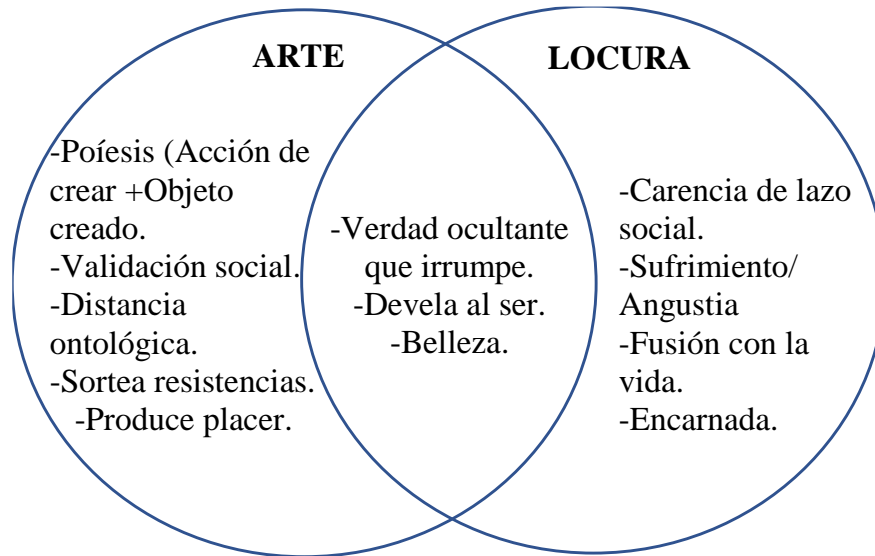 ARTE
-Poíesis (Acción de
crear +Objeto
creado.
-Validación social.
-Distancia
ontológica.
-Sortea resistencias.
-Produce placer.
-Verdad ocultante
que irrumpe.
-Devela al ser.
-Belleza.
LOCURA
-Carencia de lazo
social.
-Sufrimiento/
Angustia
-Fusión con la
vida.
-Encarnada.